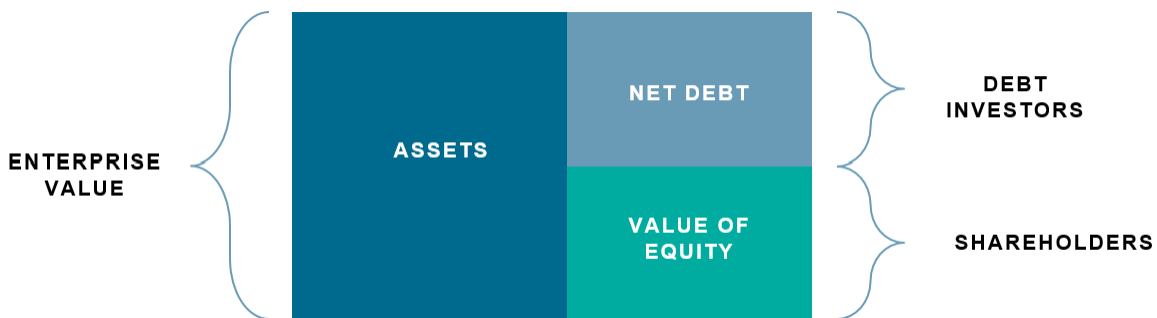 ENTERPRISE
VALUE
ASSETS
NET DEBT
VALUE OF
EQUITY
DEBT
INVESTORS
SHAREHOLDERS